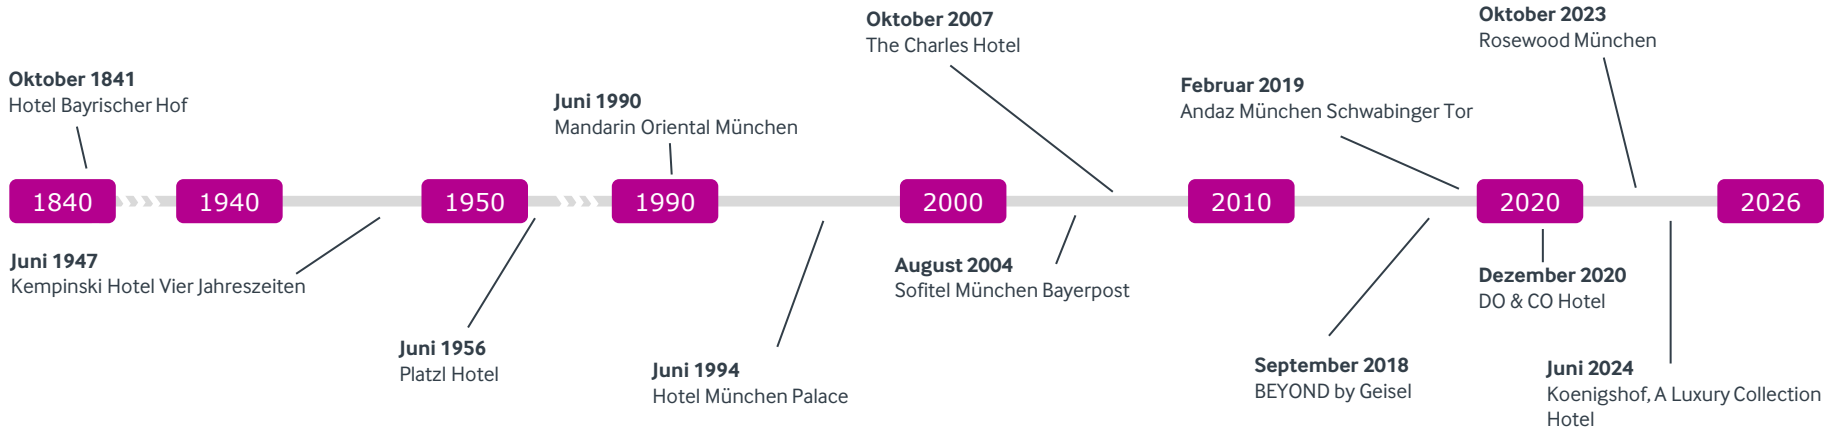 Oktober 2007
The Charles Hotel
Oktober 2023
Rosewood München
Oktober 1841
Hotel Bayrischer Hof
Juni 1990
Mandarin Oriental München
Februar 2019
Andaz München Schwabinger Tor
1840
1940
1950
1990
2000
2010
2020
2026
Juni 1947
Kempinski Hotel Vier Jahreszeiten
August 2004
Sofitel München Bayerpost
Dezember 2020
DO & CO Hotel
Juni 1956
Platzl Hotel
Juni 1994
Hotel München Palace
September 2018
BEYOND by Geisel
Juni 2024
Koenigshof, A Luxury Collection
Hotel